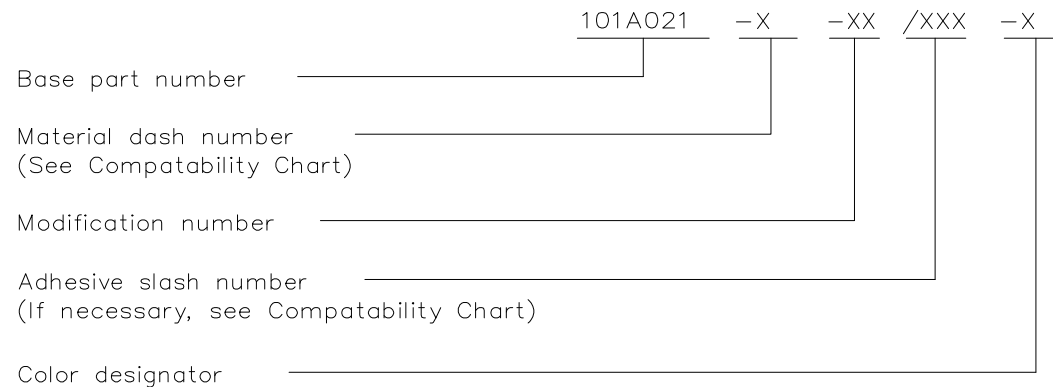 101A021 -X -XX /XXX -X
Base part number
Material dash number
(See Compatability Chart)
Modification number
Adhesive slash number
(If necessary, see Compatability Chart)
Color designator